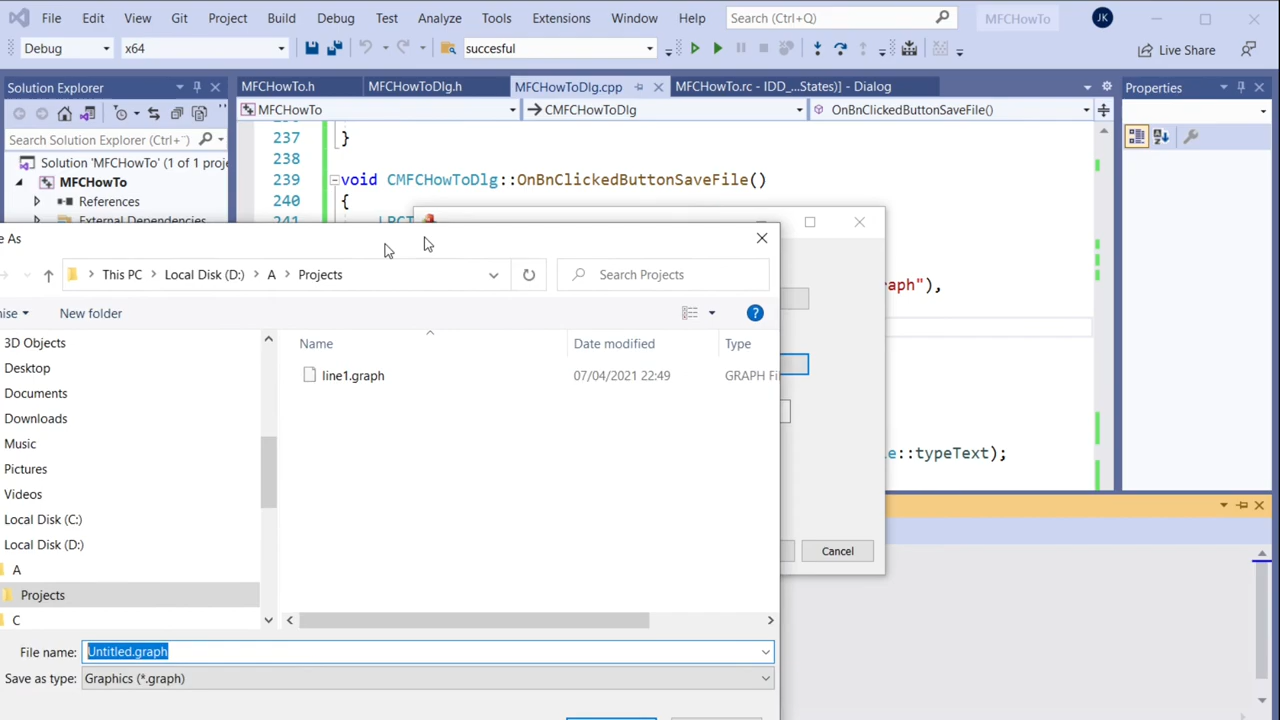 File Edit View Git Project Build Debug Test Analyze Tools Extensions Window Help Search (Ctrl+Q) MFCHowTo JK
Debug x64 succesful Live Share
Solution Explorer MFCHowTo.h MFCHowToDlg.h MFCHowToDlg.cpp MFCHowTo.rc - IDD_...States)] - Dialog Properties
MFCHowTo CMFCHowToDlg OnBnClickedButtonSaveFile()
Search Solution Explorer (Ctrl+
Solution 'MFCHowTo' (1 of 1 proj
MFCHowTo
References
External Dependencies
237 }
238
239 void CMFCHowToDlg::OnBnClickedButtonSaveFile()
240 {
241
aph"),
e::typeText);
e As
This PC Local Disk (D:) A Projects Search Projects
nise New folder
3D Objects
Desktop
Documents
Downloads
Music
Pictures
Videos
Local Disk (C:)
Local Disk (D:)
A
Projects
C
Name Date modified Type
line1.graph 07/04/2021 22:49 GRAPH Fi
Cancel
File name: Untitled.graph
Save as type: Graphics (*.graph)